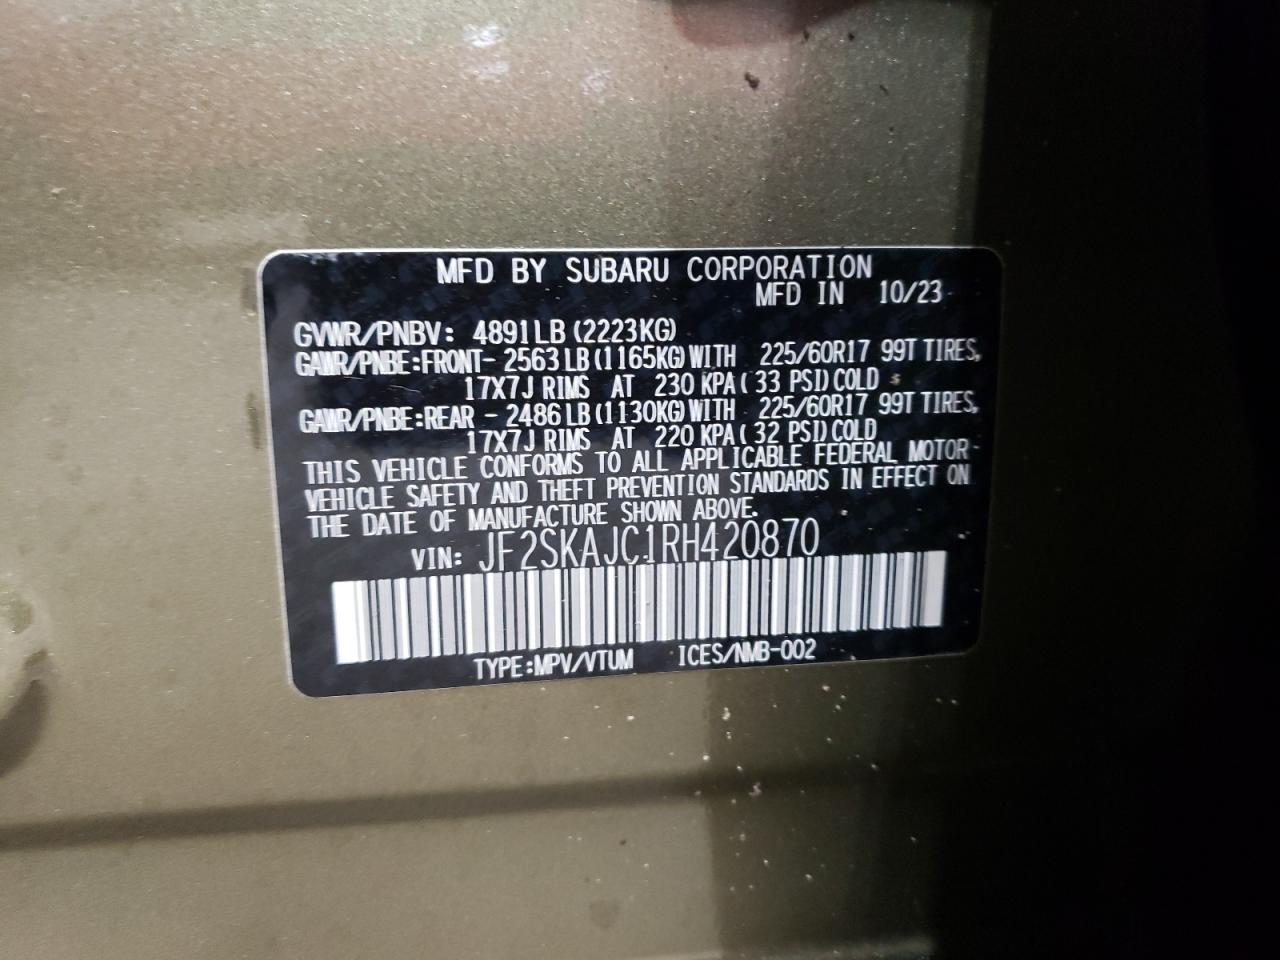 MFD BY SUBARU CORPORATION
MFD IN 10/23
GVWR/PNBV: 4891LB (2223KG)
GAWR/PNBE:FRONT- 2563LB (1165KG) WITH 225/60R17 99T TIRES,
17X7J RIMS AT 230 KPA( 33 PSI) COLD
GAWR/PNBE:REAR - 2486LB (1130KG) WITH 225/60R17 99T TIRES,
17X7J RIMS AT 220 KPA( 32 PSI) COLD
THIS VEHICLE CONFORMS TO ALL APPLICABLE FEDERAL MOTOR-
VEHICLE SAFETY AND THEFT PREVENTION STANDARDS IN EFFECT ON
THE DATE OF MANUFACTURE SHOWN ABOVE.
VIN: JF2SKAJC1RH420870
TYPE:MPV/VTUM ICES/NMB-002